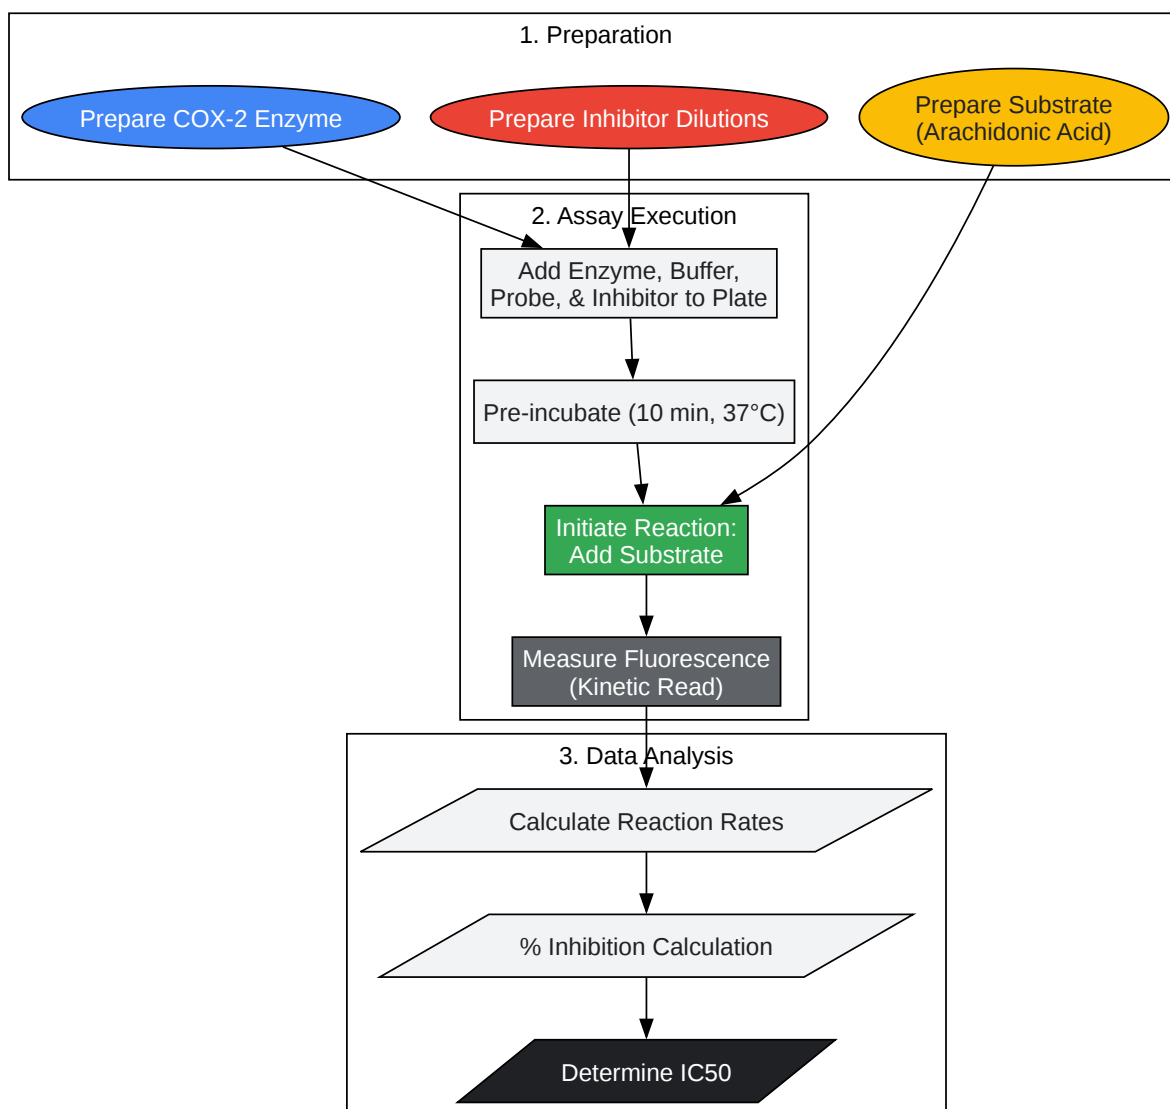 1. Preparation
Prepare COX-2 Enzyme
Prepare Inhibitor Dilutions
Prepare Substrate
(Arachidonic Acid)
2. Assay Execution
Add Enzyme, Buffer,
Probe, & Inhibitor to Plate
Pre-incubate (10 min, 37°C)
Initiate Reaction:
Add Substrate
Measure Fluorescence
(Kinetic Read)
3. Data Analysis
Calculate Reaction Rates
% Inhibition Calculation
Determine IC50